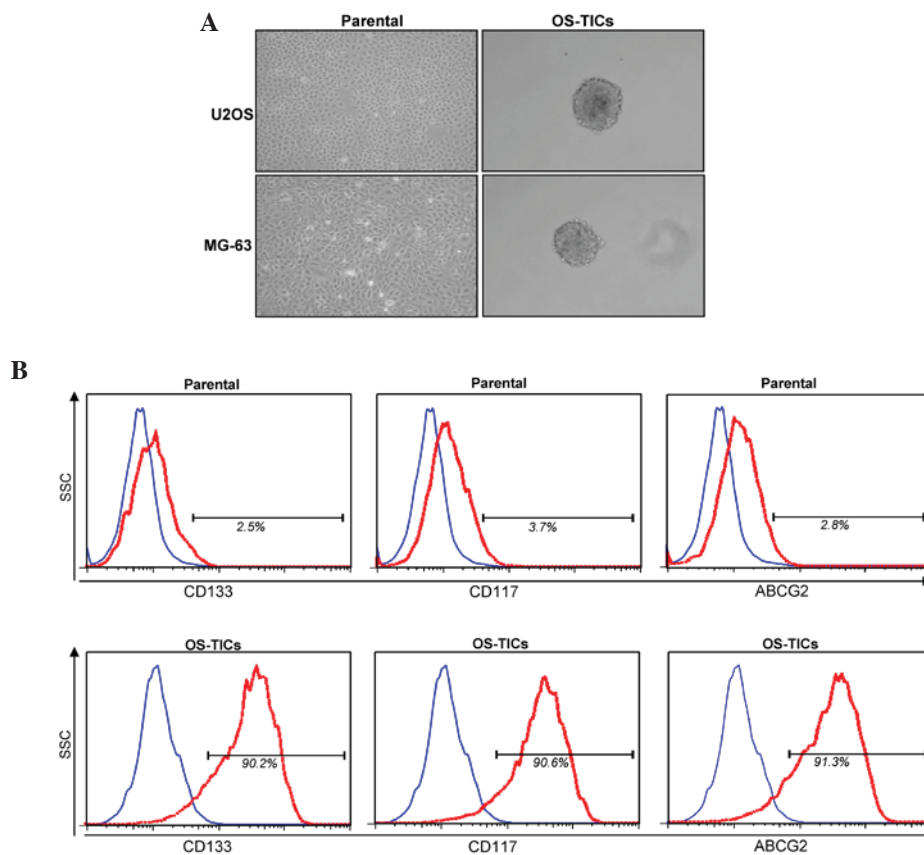 A
Parental OS-TICs
U2OS
MG-63
B
Parental Parental Parental
SSC
2.5% 3.7% 2.8%
CD133 CD117 ABCG2
OS-TICs OS-TICs OS-TICs
SSC
90.2% 90.6% 91.3%
CD133 CD117 ABCG2